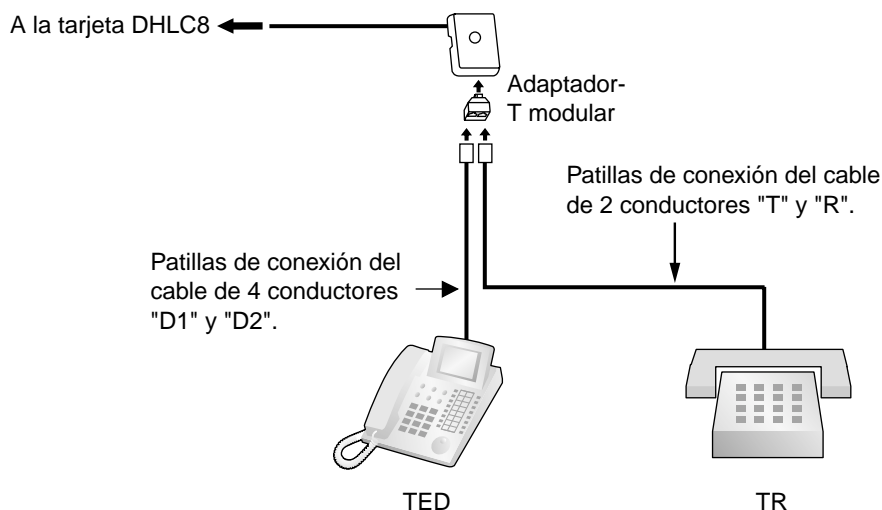 A la tarjeta DHLC8
Adaptador-
T modular
Patillas de conexión del cable
de 2 conductores "T" y "R".
Patillas de conexión del
cable de 4 conductores
"D1" y "D2".
TED
TR